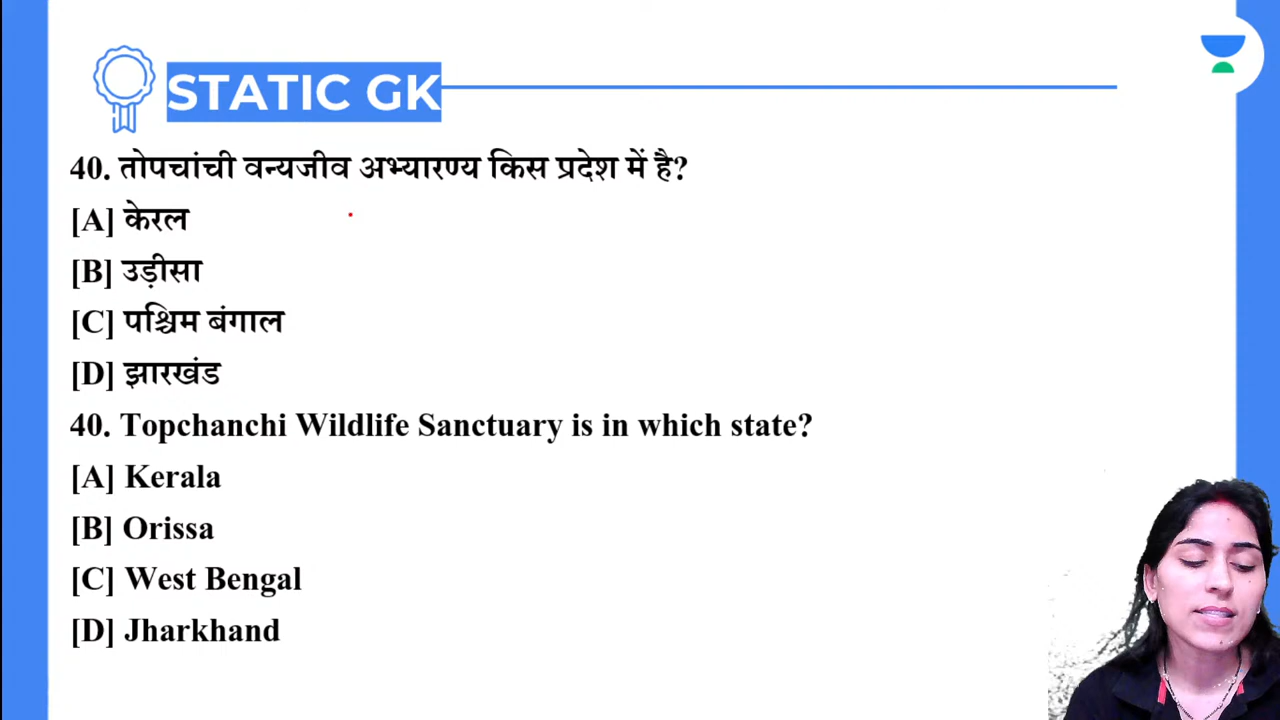 STATIC GK
40. तोपचांची वन्यजीव अभ्यारण्य किस प्रदेश में है?
[A] केरल
[B] उड़ीसा
[C] पश्चिम बंगाल
[D] झारखंड
40. Topchanchi Wildlife Sanctuary is in which state?
[A] Kerala
[B] Orissa
[C] West Bengal
[D] Jharkhand